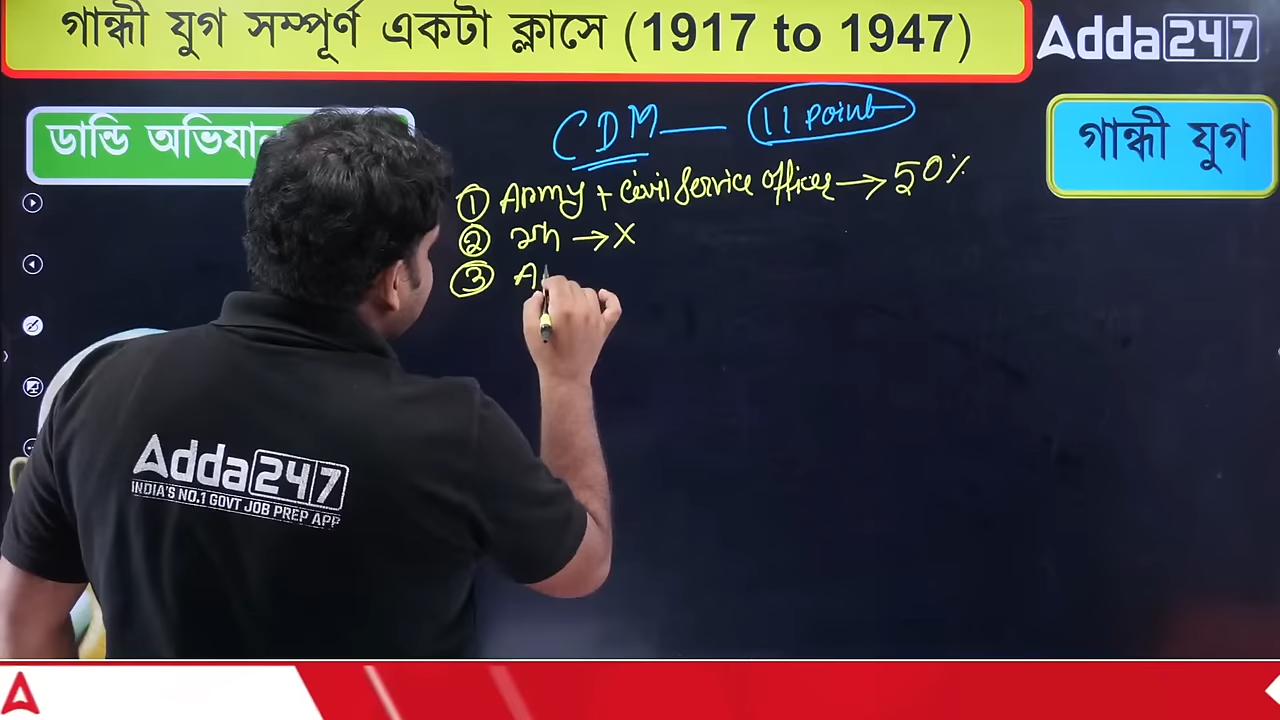 গান্ধী যুগ সম্পূর্ণ একটা ক্লাসে (1917 to 1947)
Adda247
ডান্ডি অভিযান
গান্ধী যুগ
CDM — 11 point
① Army + civil service officer → 50%
② মদ → X
③ A
Adda247
INDIA'S NO.1 GOVT JOB PREP APP